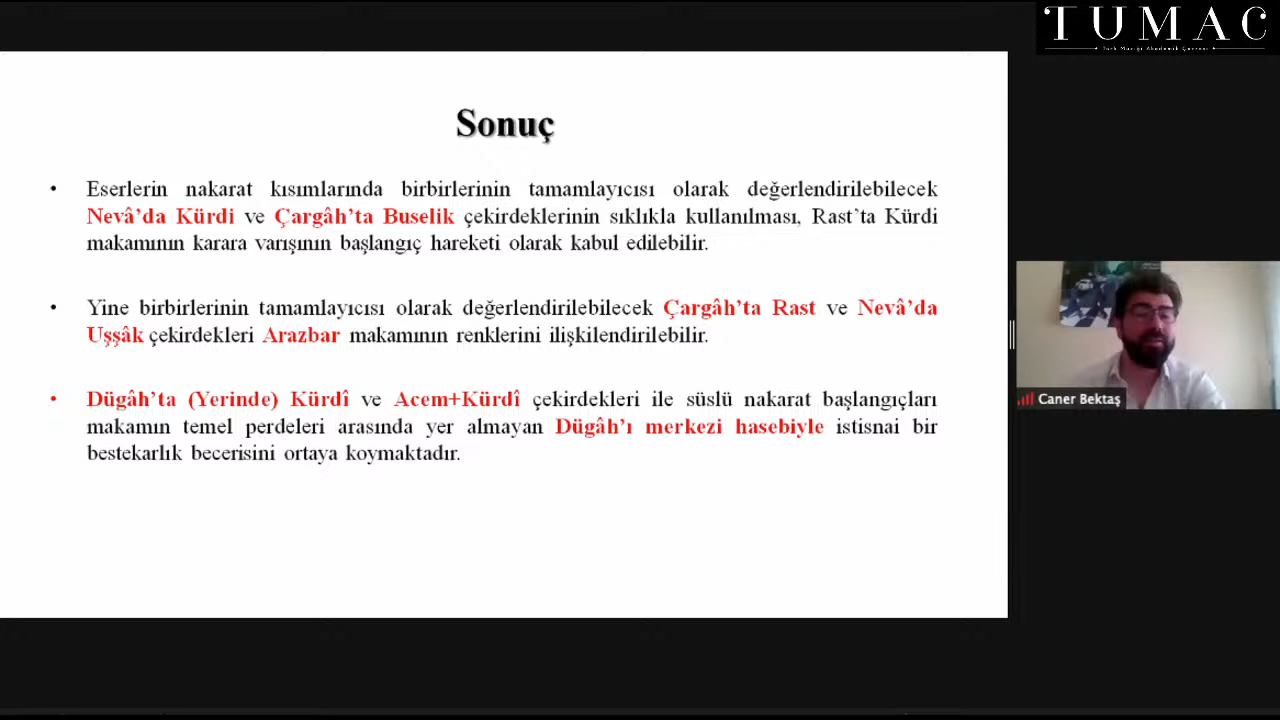 TUMAC
Türk Müziği Akademik Çevresi
Sonuç
• Eserlerin nakarat kısımlarında birbirlerinin tamamlayıcısı olarak değerlendirilebilecek
Nevâ’da Kürdi ve Çargâh’ta Buselik çekirdeklerinin sıklıkla kullanılması, Rast’ta Kürdi
makamının karara varışının başlangıç hareketi olarak kabul edilebilir.
• Yine birbirlerinin tamamlayıcısı olarak değerlendirilebilecek Çargâh’ta Rast ve Nevâ’da
Uşşâk çekirdekleri Arazbar makamının renklerini ilişkilendirilebilir.
• Dügâh’ta (Yerinde) Kürdî ve Acem+Kürdî çekirdekleri ile süslü nakarat başlangıçları
makamın temel perdeleri arasında yer almayan Dügâh’ı merkezi hasebiyle istisnai bir
bestekarlık becerisini ortaya koymaktadır.
Caner Bektaş